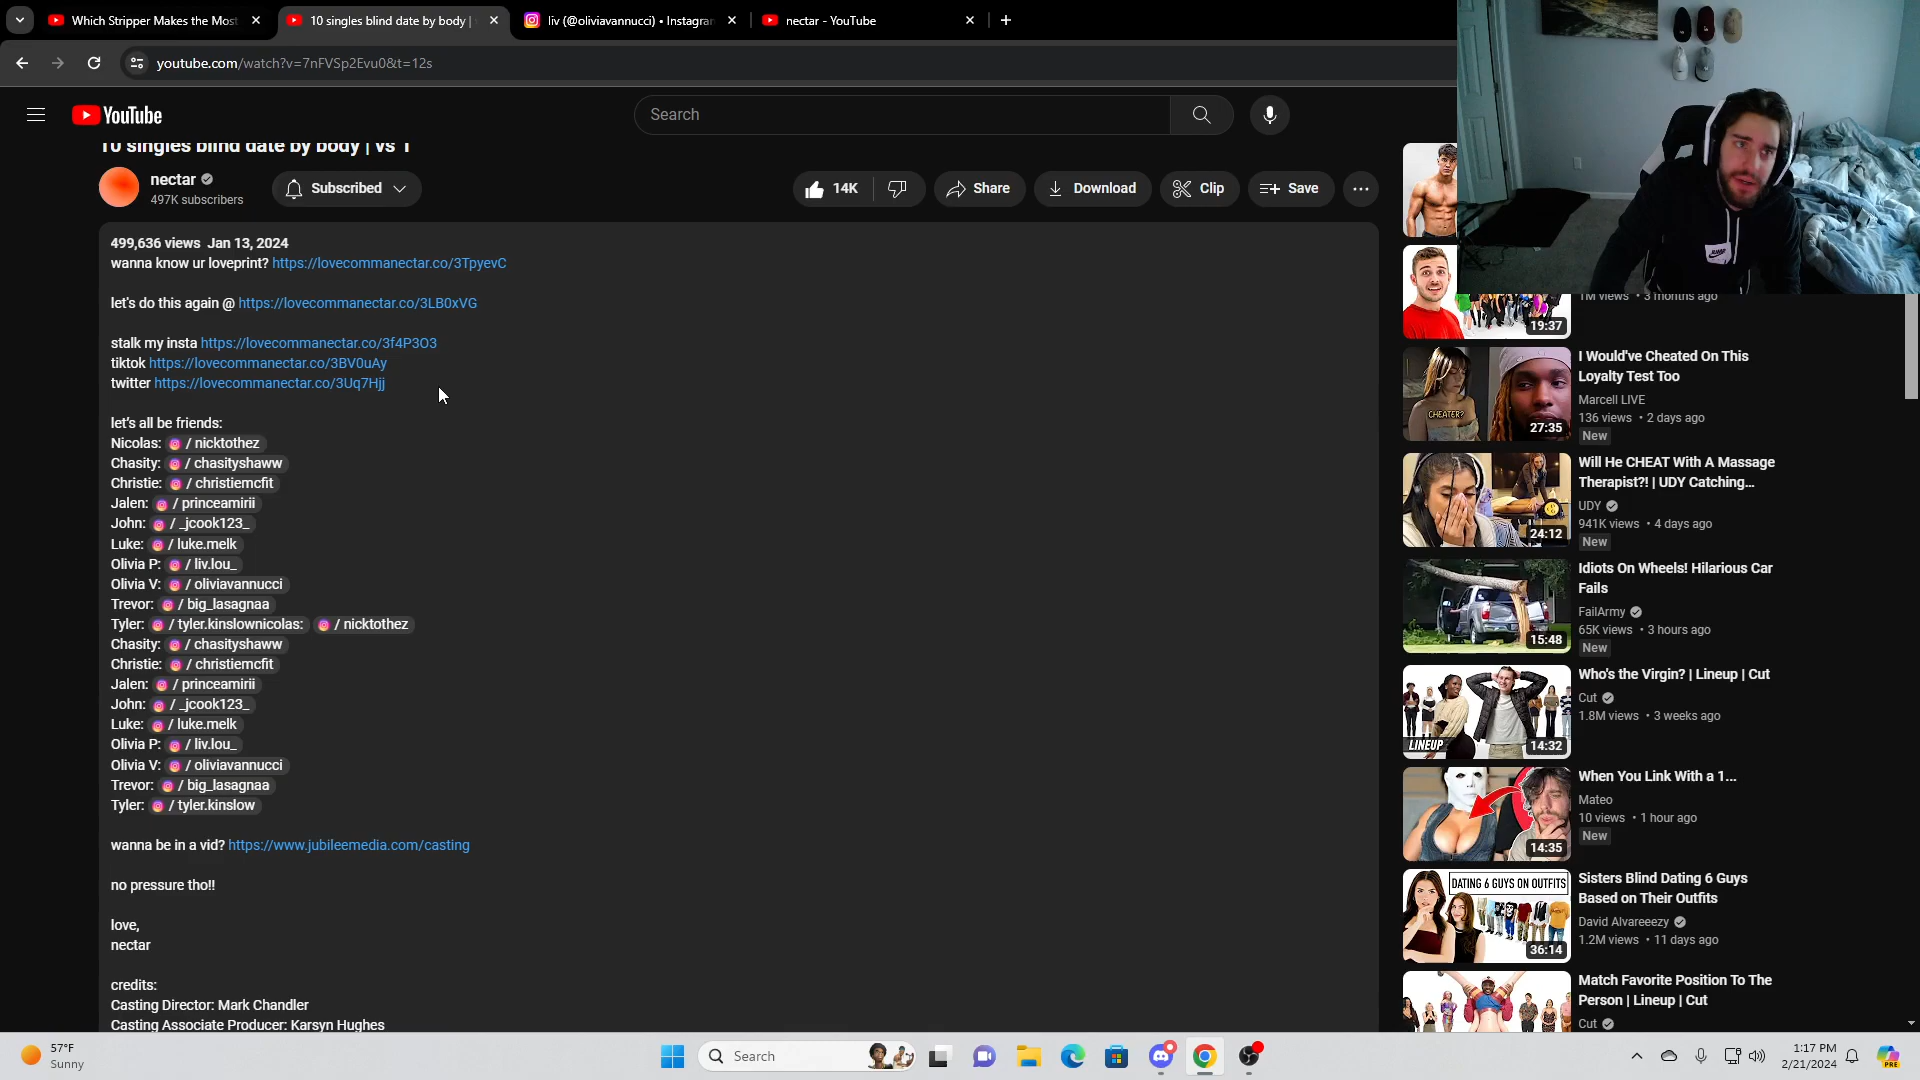 Which Stripper Makes the Most
10 singles blind date by body |
liv (@oliviavannucci) • Instagram
nectar - YouTube
youtube.com/watch?v=7nFVSp2Evu0&t=12s
YouTube
Search
10 singles blind date by body | vs 1
nectar
497K subscribers
Subscribed
14K
Share
Download
Clip
Save
499,636 views Jan 13, 2024
wanna know ur loveprint? https://lovecommanectar.co/3TpyevC
let's do this again @ https://lovecommanectar.co/3LB0xVG
stalk my insta https://lovecommanectar.co/3f4P3O3
tiktok https://lovecommanectar.co/3BV0uAy
twitter https://lovecommanectar.co/3Uq7Hjj
let's all be friends:
Nicolas: / nicktothez
Chasity: / chasityshaww
Christie: / christiemcfit
Jalen: / princeamirii
John: / _jcook123_
Luke: / luke.melk
Olivia P: / liv.lou_
Olivia V: / oliviavannucci
Trevor: / big_lasagnaa
Tyler: / tyler.kinslownicolas: / nicktothez
Chasity: / chasityshaww
Christie: / christiemcfit
Jalen: / princeamirii
John: / _jcook123_
Luke: / luke.melk
Olivia P: / liv.lou_
Olivia V: / oliviavannucci
Trevor: / big_lasagnaa
Tyler: / tyler.kinslow
wanna be in a vid? https://www.jubileemedia.com/casting
no pressure tho!!
love,
nectar
credits:
Casting Director: Mark Chandler
Casting Associate Producer: Karsyn Hughes
1M views • 3 months ago
19:37
I Would've Cheated On This
Loyalty Test Too
Marcell LIVE
136 views • 2 days ago
New
CHEATER?
27:35
Will He CHEAT With A Massage
Therapist?! | UDY Catching...
UDY
941K views • 4 days ago
New
24:12
Idiots On Wheels! Hilarious Car
Fails
FailArmy
65K views • 3 hours ago
New
15:48
Who's the Virgin? | Lineup | Cut
Cut
1.8M views • 3 weeks ago
LINEUP
14:32
When You Link With a 1...
Mateo
10 views • 1 hour ago
New
14:35
DATING 6 GUYS ON OUTFITS
Sisters Blind Dating 6 Guys
Based on Their Outfits
David Alvareeezy
1.2M views • 11 days ago
36:14
Match Favorite Position To The
Person | Lineup | Cut
Cut
57°F
Sunny
Search
1:17 PM
2/21/2024
PRE